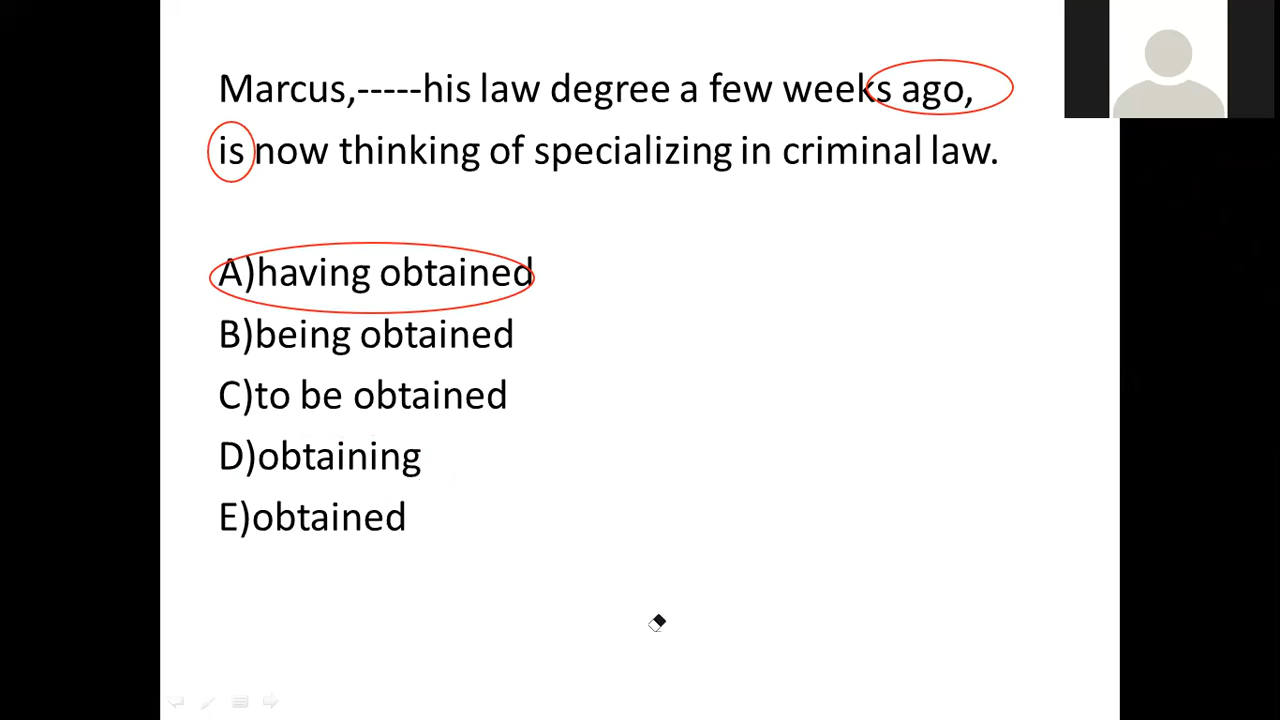 Marcus,-----his law degree a few weeks ago,
is now thinking of specializing in criminal law.
A)having obtained
B)being obtained
C)to be obtained
D)obtaining
E)obtained